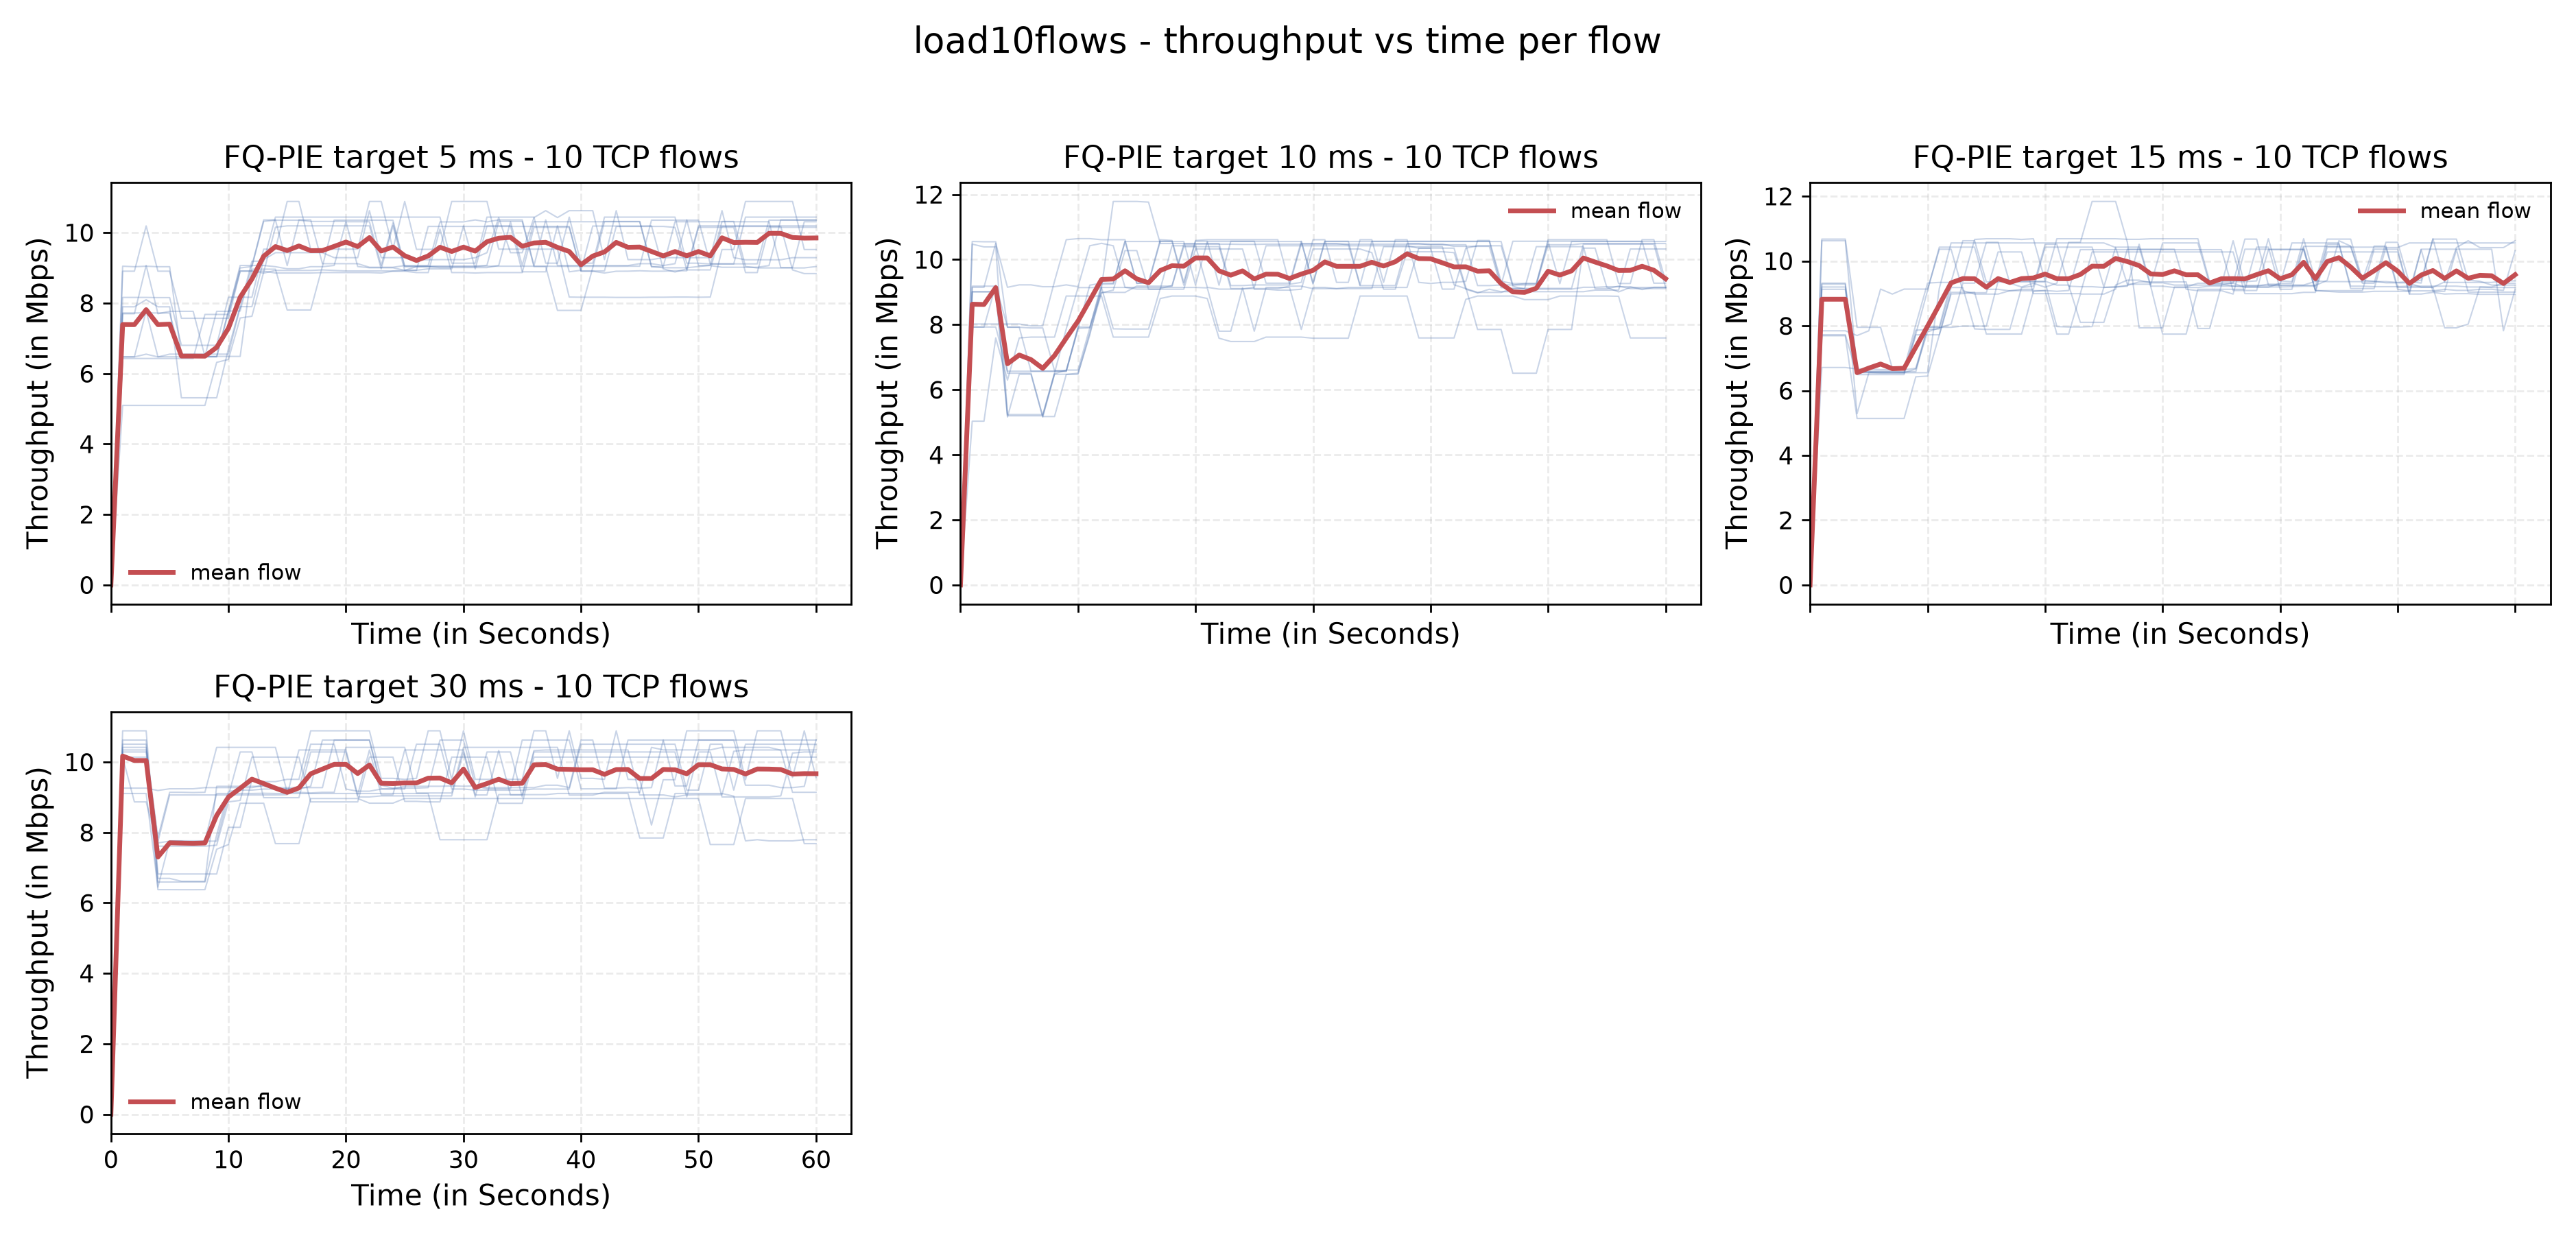 load10flows - throughput vs time per flow
FQ-PIE target 5 ms - 10 TCP flows
Throughput (in Mbps)
10
8
6
4
2
0
mean flow
Time (in Seconds)
FQ-PIE target 10 ms - 10 TCP flows
Throughput (in Mbps)
12
10
8
6
4
2
0
mean flow
Time (in Seconds)
FQ-PIE target 15 ms - 10 TCP flows
Throughput (in Mbps)
12
10
8
6
4
2
0
mean flow
Time (in Seconds)
FQ-PIE target 30 ms - 10 TCP flows
Throughput (in Mbps)
10
8
6
4
2
0
mean flow
0 10 20 30 40 50 60
Time (in Seconds)